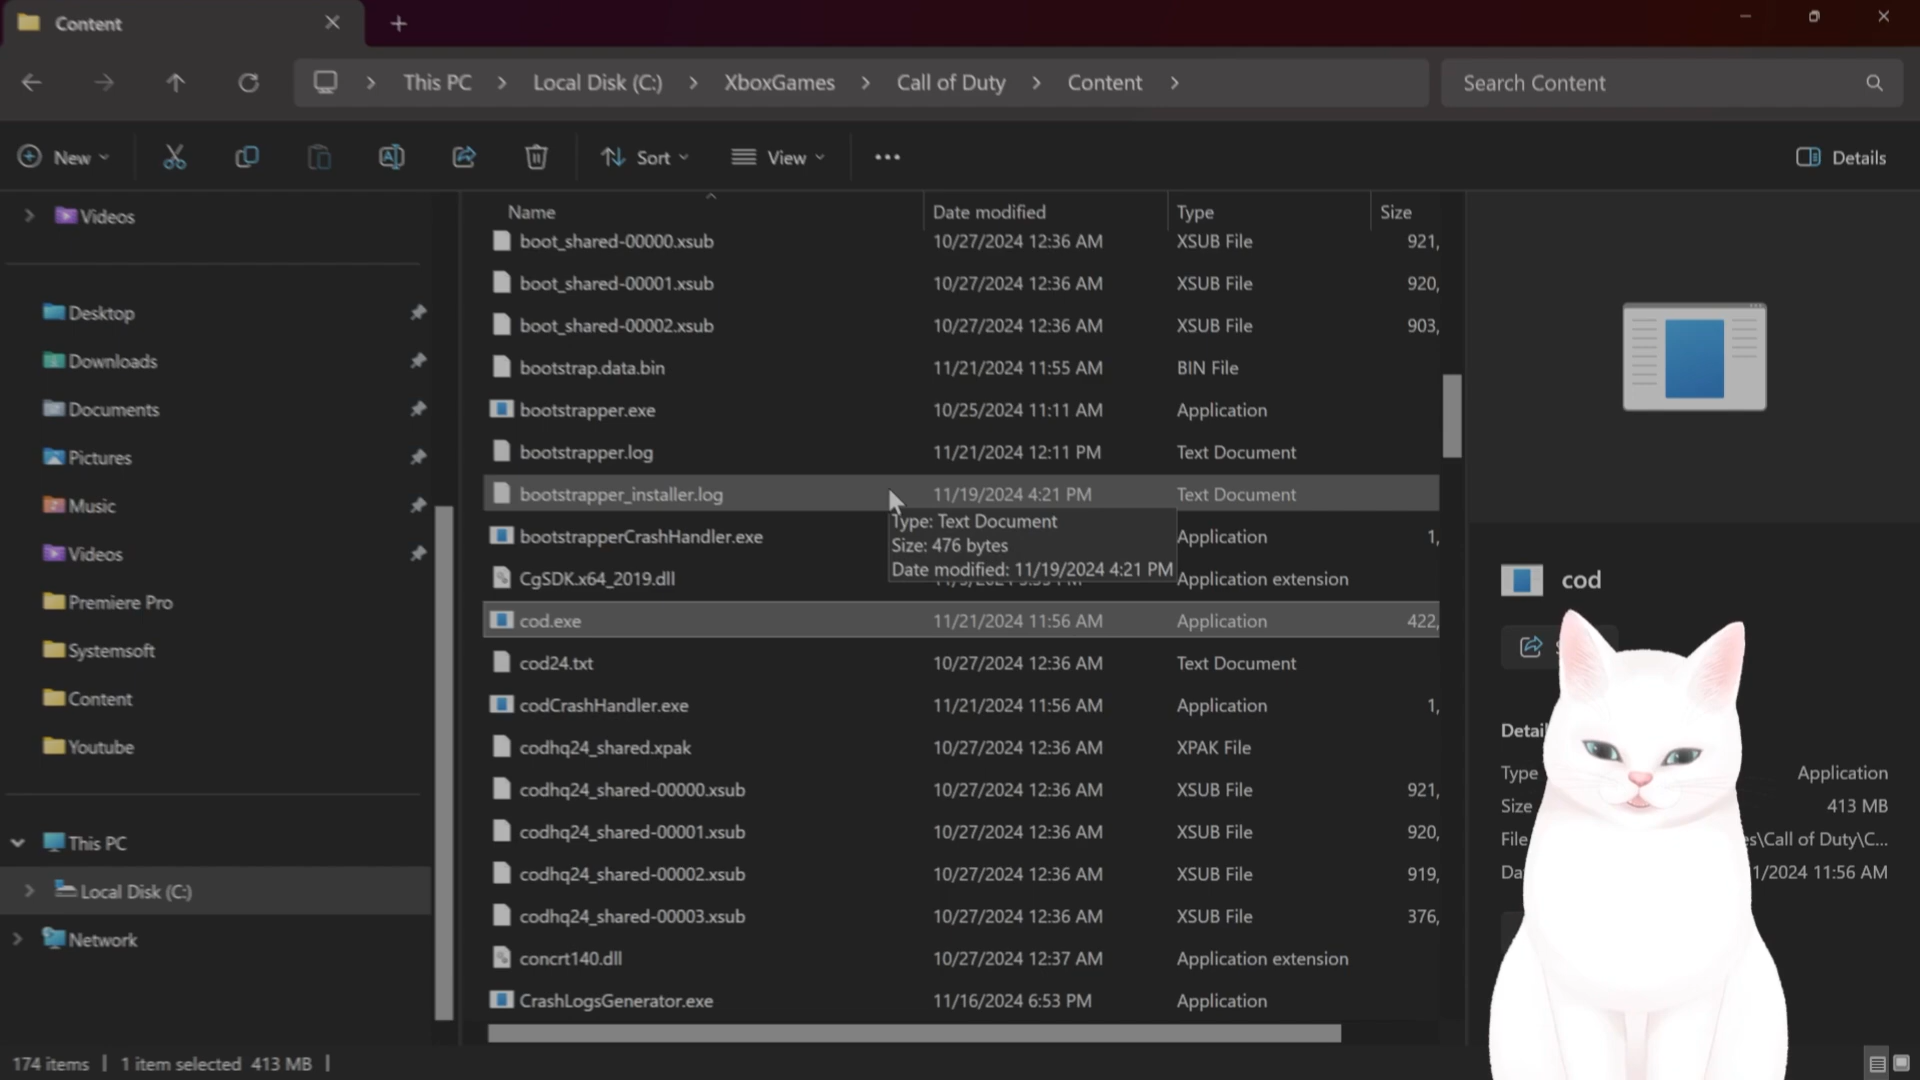 Content
This PC > Local Disk (C:) > XboxGames > Call of Duty > Content >
Search Content
New
Sort
View
Details
Videos
Desktop
Downloads
Documents
Pictures
Music
Videos
Premiere Pro
Systemsoft
Content
Youtube
This PC
Local Disk (C:)
Network
Name Date modified Type Size
boot_shared-00000.xsub 10/27/2024 12:36 AM XSUB File 921,
boot_shared-00001.xsub 10/27/2024 12:36 AM XSUB File 920,
boot_shared-00002.xsub 10/27/2024 12:36 AM XSUB File 903,
bootstrap.data.bin 11/21/2024 11:55 AM BIN File
bootstrapper.exe 10/25/2024 11:11 AM Application
bootstrapper.log 11/21/2024 12:11 PM Text Document
bootstrapper_installer.log 11/19/2024 4:21 PM Text Document
Type: Text Document
Size: 476 bytes
Date modified: 11/19/2024 4:21 PM
bootstrapperCrashHandler.exe Application 1,
CgSDK.x64_2019.dll Application extension
cod.exe 11/21/2024 11:56 AM Application 422,
cod24.txt 10/27/2024 12:36 AM Text Document
codCrashHandler.exe 11/21/2024 11:56 AM Application 1,
codhq24_shared.xpak 10/27/2024 12:36 AM XPAK File
codhq24_shared-00000.xsub 10/27/2024 12:36 AM XSUB File 921,
codhq24_shared-00001.xsub 10/27/2024 12:36 AM XSUB File 920,
codhq24_shared-00002.xsub 10/27/2024 12:36 AM XSUB File 919,
codhq24_shared-00003.xsub 10/27/2024 12:36 AM XSUB File 376,
concrt140.dll 10/27/2024 12:37 AM Application extension
CrashLogsGenerator.exe 11/16/2024 6:53 PM Application
cod
Detai
Type Application
Size 413 MB
File es\Call of Duty\C...
Da 1/2024 11:56 AM
174 items | 1 item selected 413 MB |